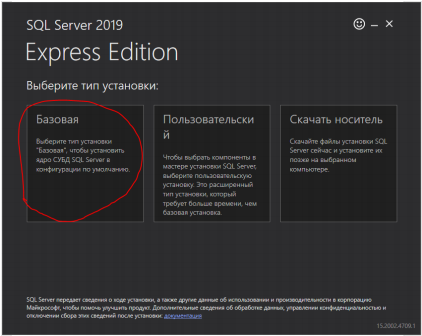 SQL Server 2019
Express Edition
Выберите тип установки:
Базовая
Выберите тип установки
"Базовая", чтобы установить
ядро СУБД SQL Server в
конфигурации по умолчанию.
Пользовательски
й
Чтобы выбрать компоненты в
мастере установки SQL Server,
выберите пользовательскую
установку. Это расширенный
тип установки, который
требует больше времени, чем
базовая установка.
Скачать носитель
Скачайте файлы установки SQL
Server сейчас и установите их
позже на выбранном
компьютере.
SQL Server передает сведения о ходе установки, а также другие данные об использовании и производительности в корпорацию
Майкрософт, чтобы помочь улучшить продукт. Дополнительные сведения об обработке данных, управлении конфиденциальностью и
отключении сбора этих сведений после установки: документация
15.2002.4709.1